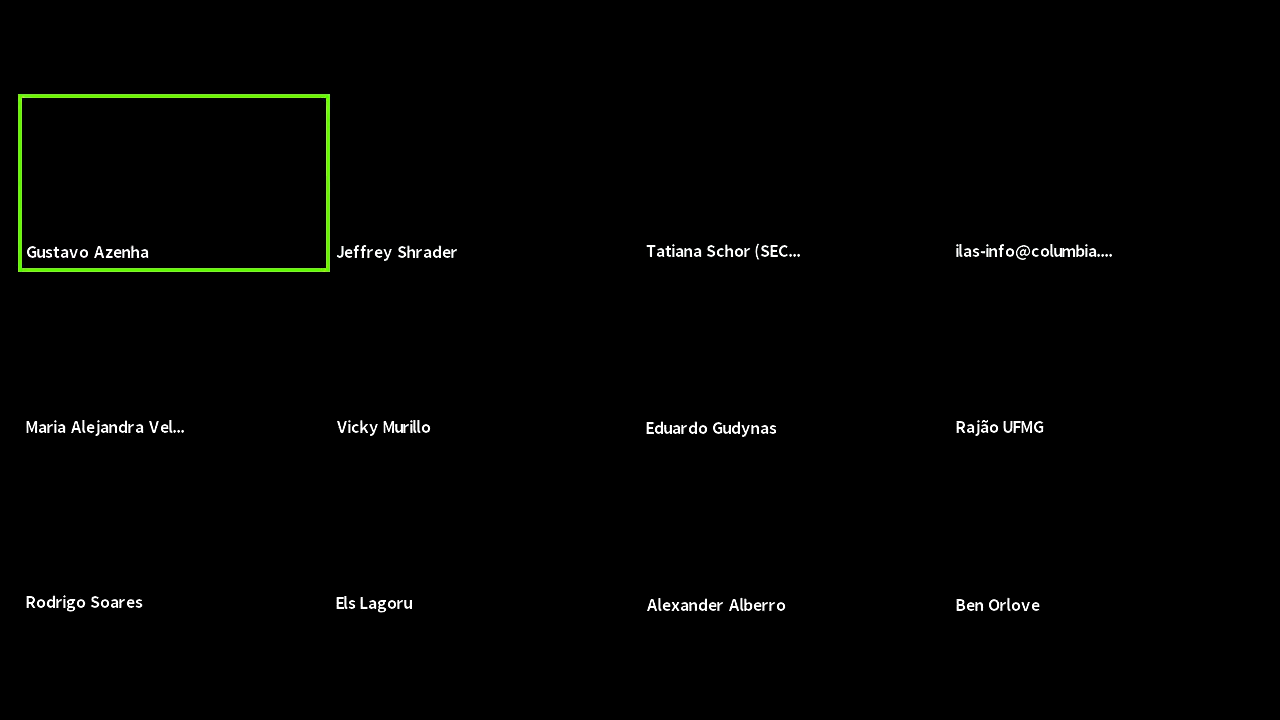 Gustavo Azenha
Jeffrey Shrader
Tatiana Schor (SEC...
ilas-info@columbia....
Maria Alejandra Vel...
Vicky Murillo
Eduardo Gudynas
Rajão UFMG
Rodrigo Soares
Els Lagoru
Alexander Alberro
Ben Orlove